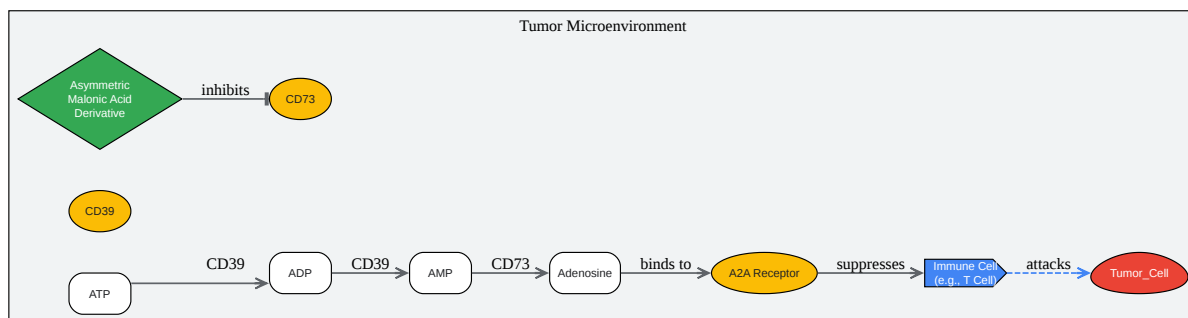 Tumor Microenvironment
Asymmetric
Malonic Acid
Derivative
inhibits
CD73
CD39
ATP
CD39
ADP
CD39
AMP
CD73
Adenosine
binds to
A2A Receptor
suppresses
Immune Cell
(e.g., T Cell)
attacks
Tumor_Cell